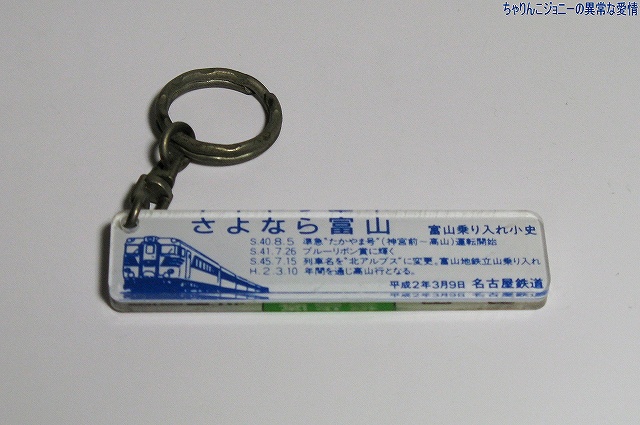 ちゃりんこジョニーの異常な愛情
さよなら富山 富山乗り入れ小史
S.40.8.5 準急"たかやま号"(神宮前～高山)運転開始
S.41.7.26 ブルーリボン賞に輝く
S.45.7.15 列車名を"北アルプス"に変更。富山地鉄立山乗り入れ
H.2.3.10 年間を通じ高山行となる。
平成2年3月9日 名古屋鉄道